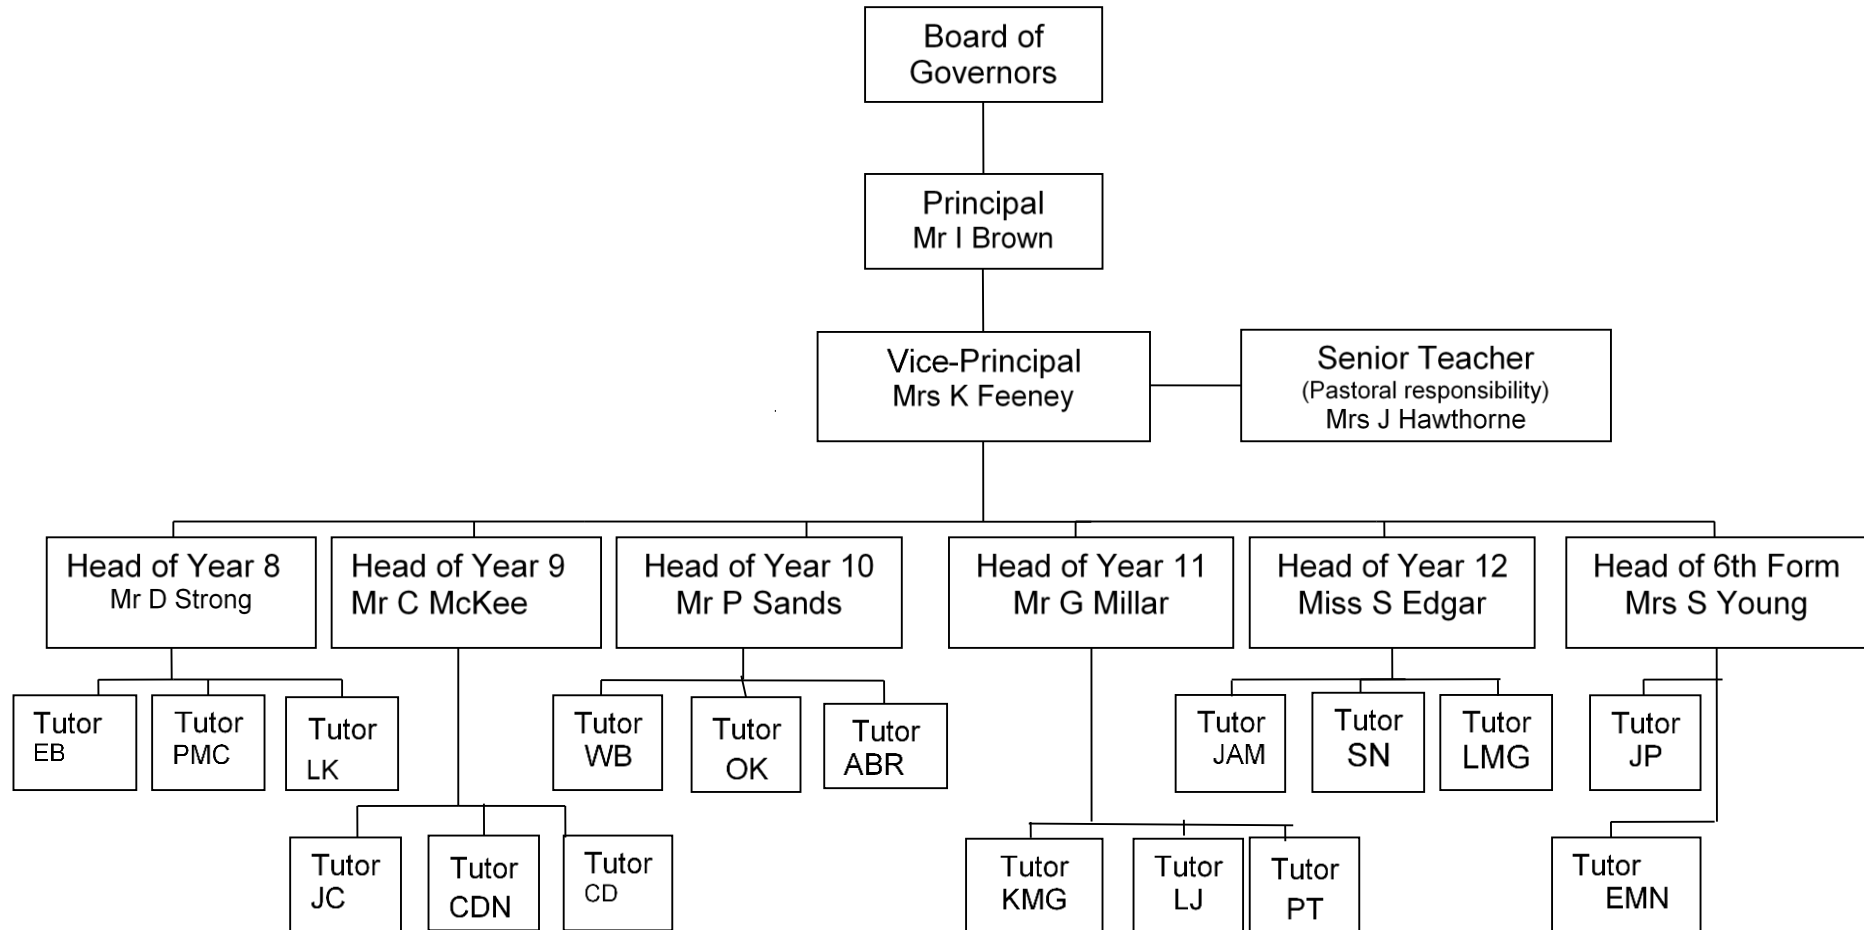 Board of
Governors
Principal
Mr I Brown
Vice-Principal
Mrs K Feeney
Senior Teacher
(Pastoral responsibility)
Mrs J Hawthorne
Head of Year 8
Mr D Strong
Head of Year 9
Mr C McKee
Head of Year 10
Mr P Sands
Head of Year 11
Mr G Millar
Head of Year 12
Miss S Edgar
Head of 6th Form
Mrs S Young
Tutor
EB
Tutor
PMC
Tutor
LK
Tutor
WB
Tutor
OK
Tutor
ABR
Tutor
JAM
Tutor
SN
Tutor
LMG
Tutor
JP
Tutor
JC
Tutor
CDN
Tutor
CD
Tutor
KMG
Tutor
LJ
Tutor
PT
Tutor
EMN